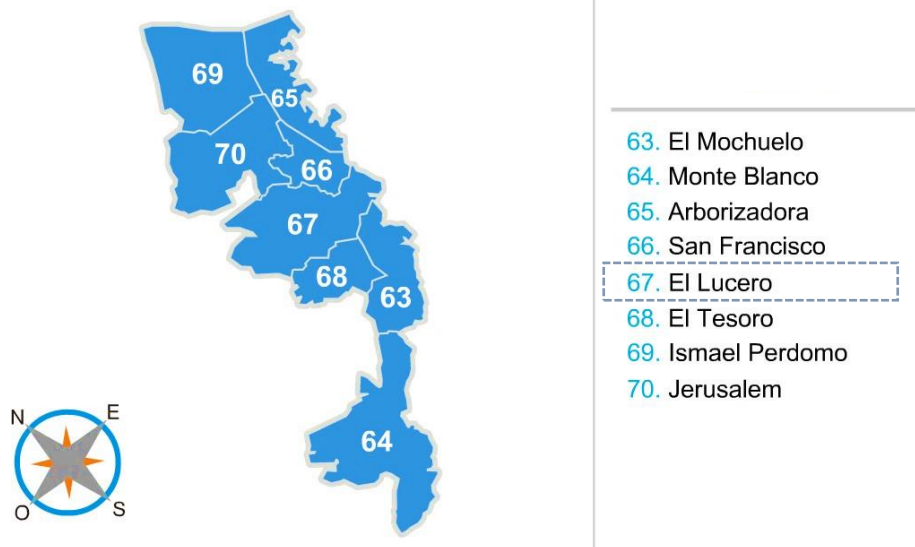 69
65
70
66
67
68
63
64
N E
O S
63. El Mochuelo
64. Monte Blanco
65. Arborizadora
66. San Francisco
67. El Lucero
68. El Tesoro
69. Ismael Perdomo
70. Jerusalem